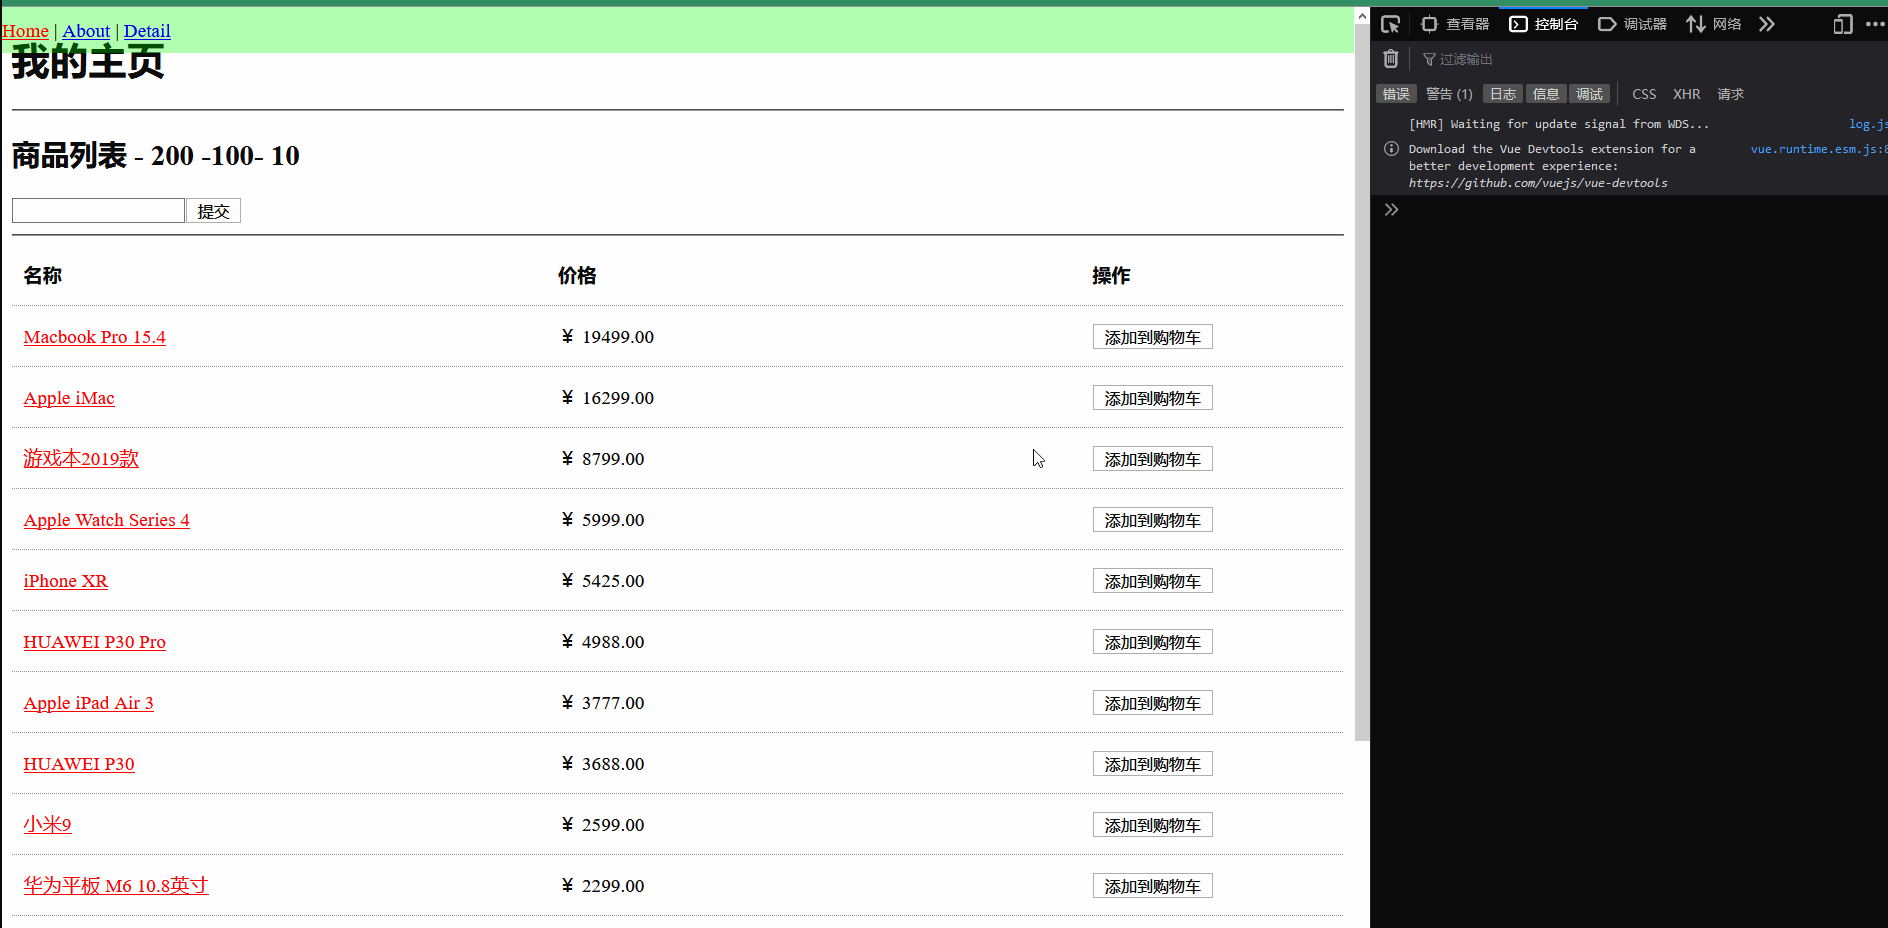 Home | About | Detail
我的主页
商品列表 - 200 -100- 10
提交
名称 价格 操作
Macbook Pro 15.4 ¥ 19499.00 添加到购物车
Apple iMac ¥ 16299.00 添加到购物车
游戏本2019款 ¥ 8799.00 添加到购物车
Apple Watch Series 4 ¥ 5999.00 添加到购物车
iPhone XR ¥ 5425.00 添加到购物车
HUAWEI P30 Pro ¥ 4988.00 添加到购物车
Apple iPad Air 3 ¥ 3777.00 添加到购物车
HUAWEI P30 ¥ 3688.00 添加到购物车
小米9 ¥ 2599.00 添加到购物车
华为平板 M6 10.8英寸 ¥ 2299.00 添加到购物车
查看器 控制台 调试器 网络
过滤输出
错误 警告 (1) 日志 信息 调试 CSS XHR 请求
[HMR] Waiting for update signal from WDS... log.js
Download the Vue Devtools extension for a vue.runtime.esm.js:8
better development experience:
https://github.com/vuejs/vue-devtools